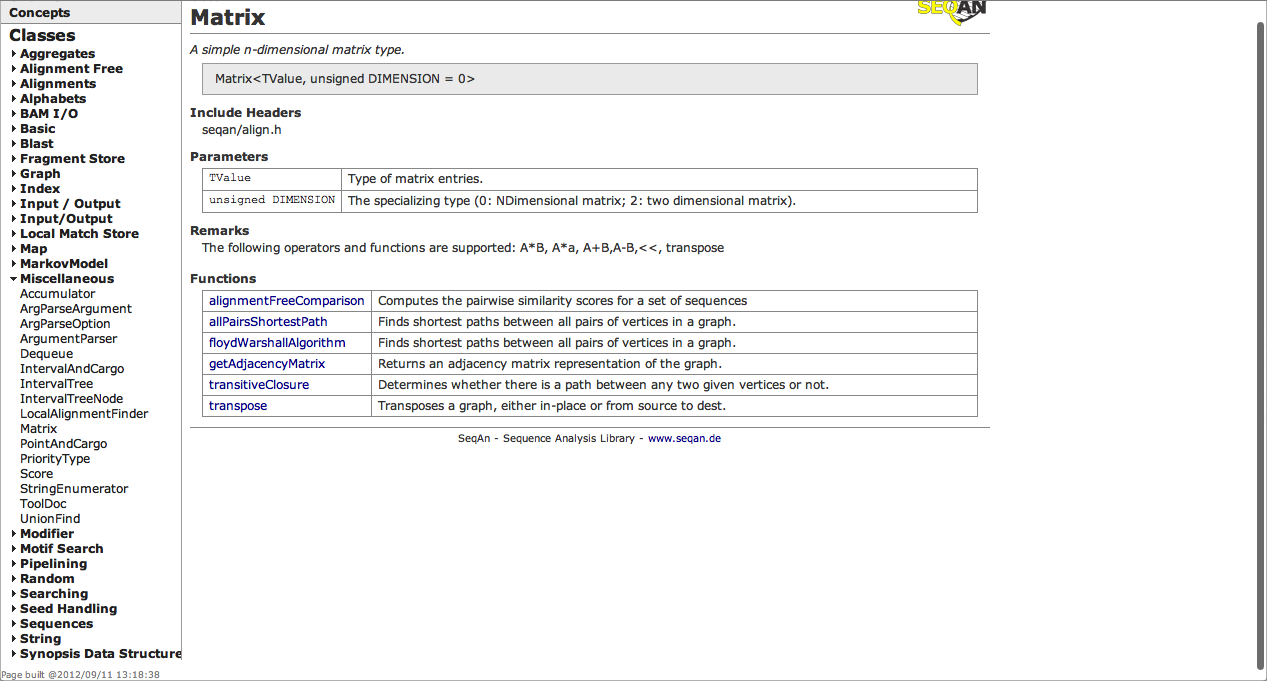 Concepts
Classes
Aggregates
Alignment Free
Alignments
Alphabets
BAM I/O
Basic
Blast
Fragment Store
Graph
Index
Input / Output
Input/Output
Local Match Store
Map
MarkovModel
Miscellaneous
Accumulator
ArgParseArgument
ArgParseOption
ArgumentParser
Dequeue
IntervalAndCargo
IntervalTree
IntervalTreeNode
LocalAlignmentFinder
Matrix
PointAndCargo
PriorityType
Score
StringEnumerator
ToolDoc
UnionFind
Modifier
Motif Search
Pipelining
Random
Searching
Seed Handling
Sequences
String
Synopsis Data Structure
Page built @2012/09/11 13:18:38
SEQAN
Matrix
A simple n-dimensional matrix type.
Matrix<TValue, unsigned DIMENSION = 0>
Include Headers
seqan/align.h
Parameters
TValue Type of matrix entries.
unsigned DIMENSION The specializing type (0: NDimensional matrix; 2: two dimensional matrix).
Remarks
The following operators and functions are supported: A*B, A*a, A+B,A-B,<<, transpose
Functions
alignmentFreeComparison Computes the pairwise similarity scores for a set of sequences
allPairsShortestPath Finds shortest paths between all pairs of vertices in a graph.
floydWarshallAlgorithm Finds shortest paths between all pairs of vertices in a graph.
getAdjacencyMatrix Returns an adjacency matrix representation of the graph.
transitiveClosure Determines whether there is a path between any two given vertices or not.
transpose Transposes a graph, either in-place or from source to dest.
SeqAn - Sequence Analysis Library - www.seqan.de